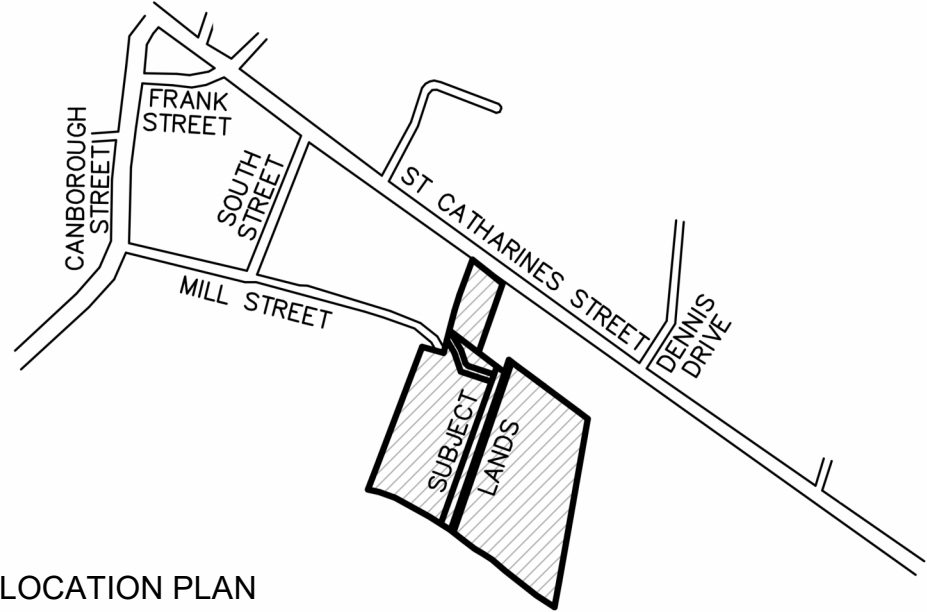 FRANK
STREET
CANBOROUGH
STREET
SOUTH
STREET
ST CATHARINES STREET
MILL STREET
DENNIS
DRIVE
SUBJECT
LANDS
LOCATION PLAN